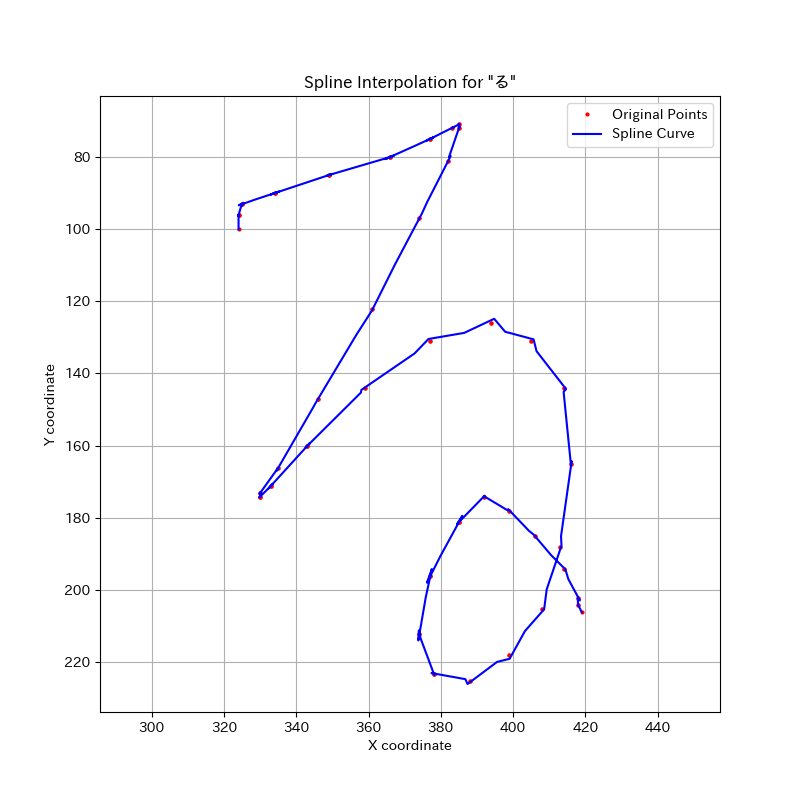 Spline Interpolation for "る"
Original Points
Spline Curve
80
100
120
140
160
180
200
220
Y coordinate
300 320 340 360 380 400 420 440
X coordinate